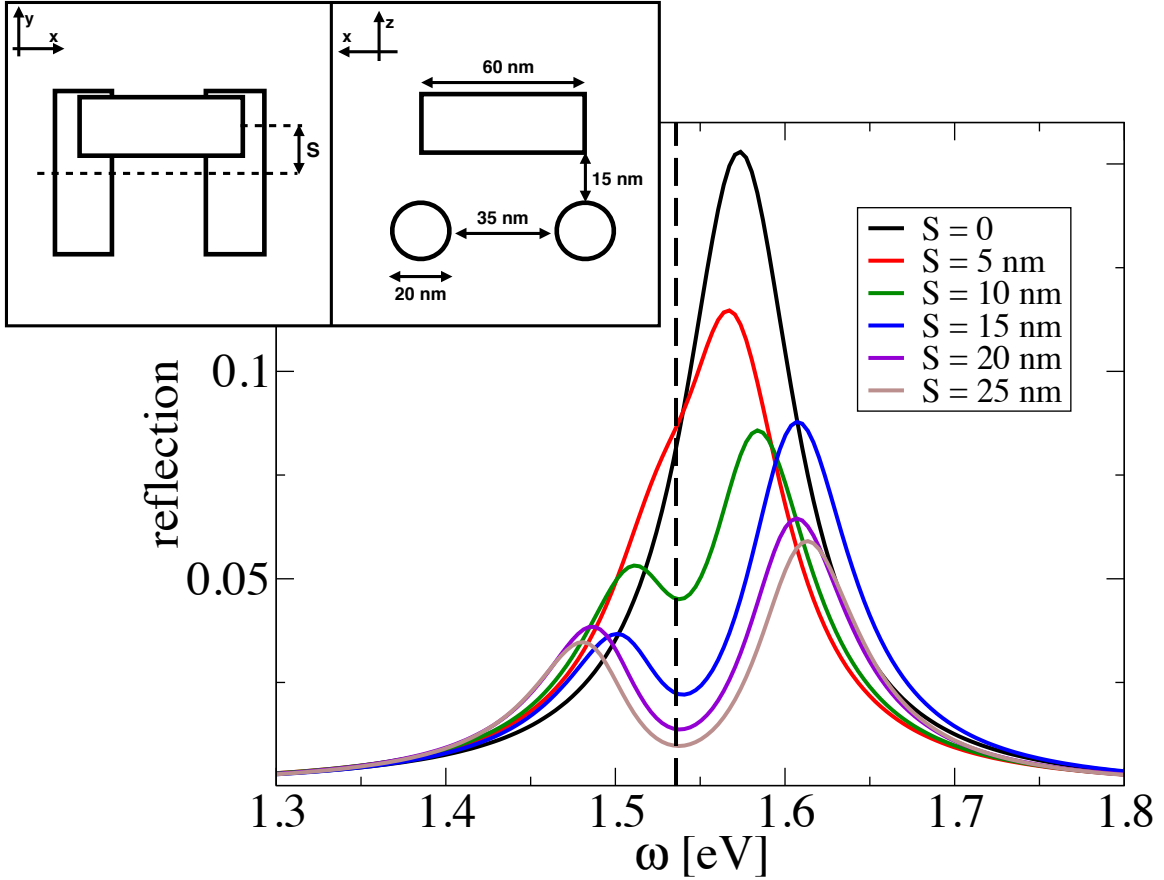 y
x
S
x
z
60 nm
15 nm
35 nm
20 nm
S = 0
S = 5 nm
S = 10 nm
S = 15 nm
S = 20 nm
S = 25 nm
reflection
0.1
0.05
1.3 1.4 1.5 1.6 1.7 1.8
ω [eV]